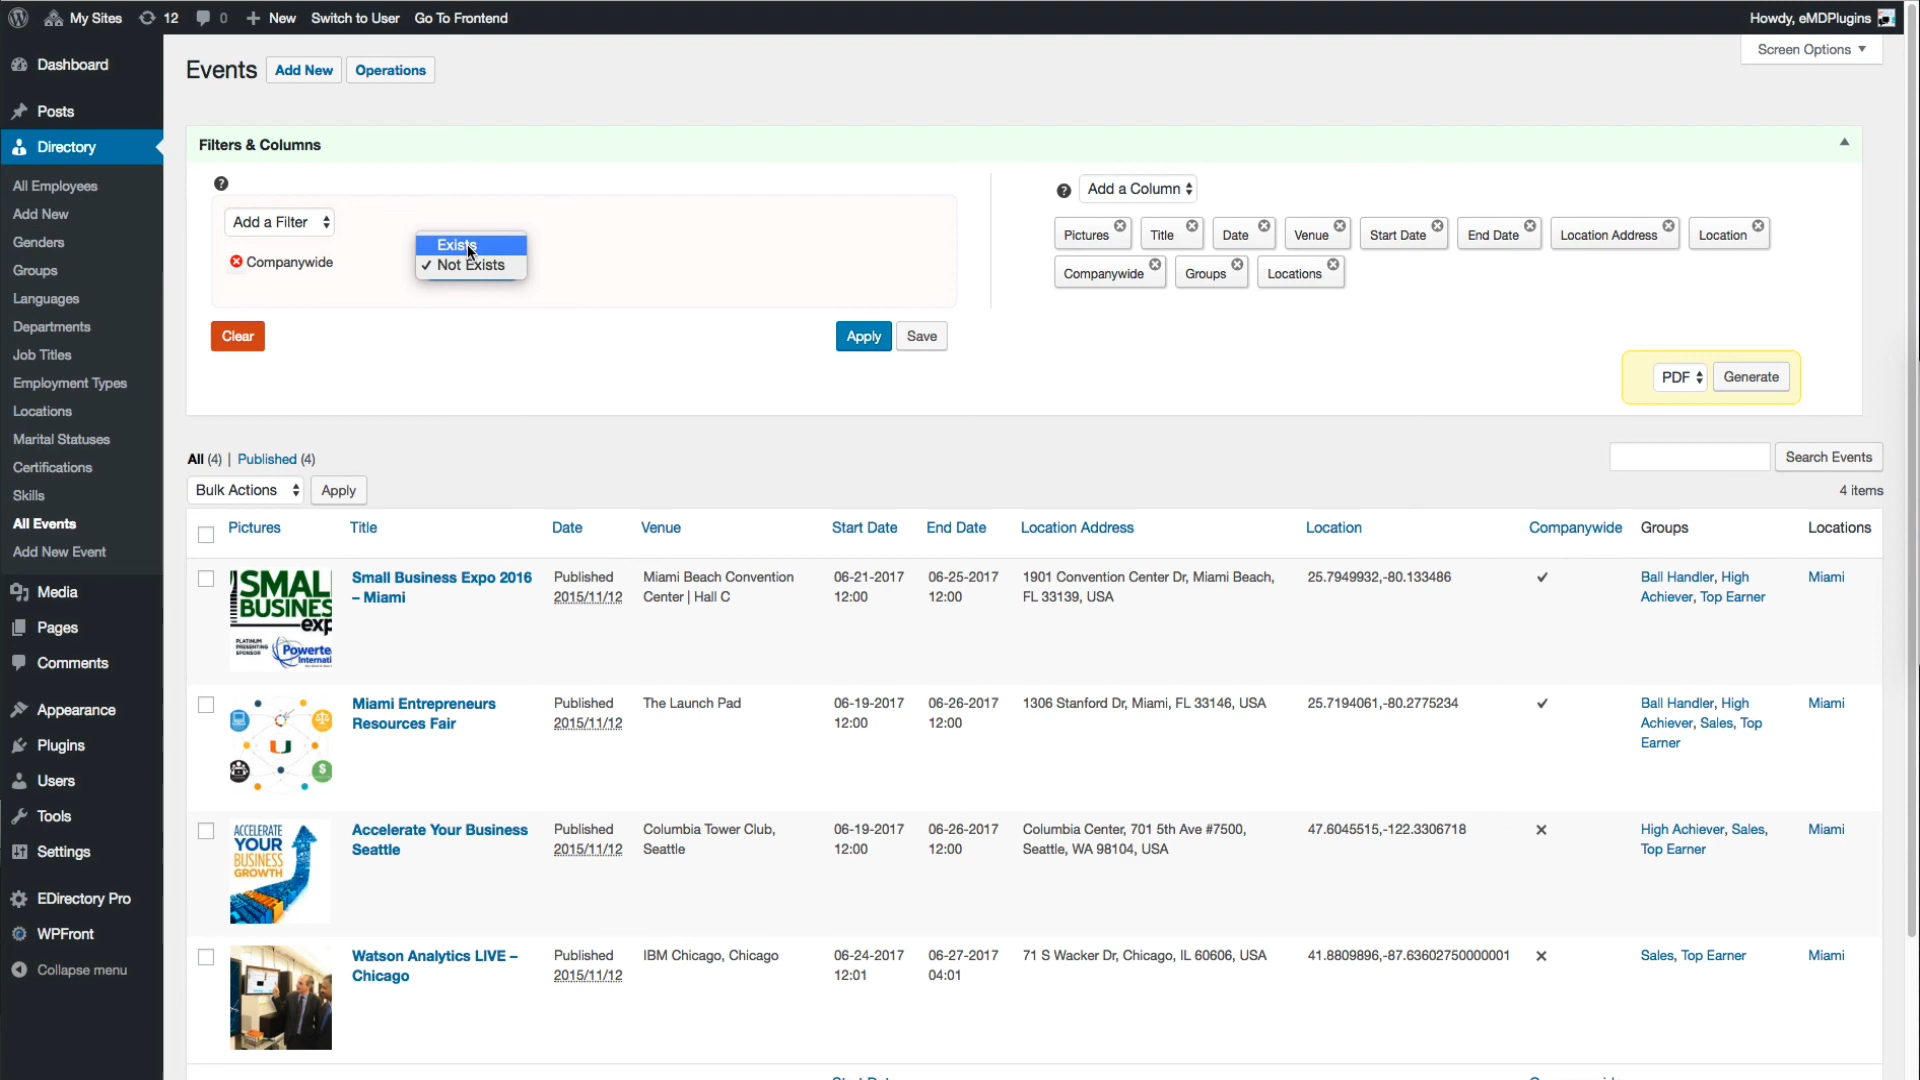 My Sites 12 0 New Switch to User Go To Frontend Howdy, eMDPlugins
Screen Options
Dashboard
Posts
Directory
All Employees
Add New
Genders
Groups
Languages
Departments
Job Titles
Employment Types
Locations
Marital Statuses
Certifications
Skills
All Events
Add New Event
Media
Pages
Comments
Appearance
Plugins
Users
Tools
Settings
EDirectory Pro
WPFront
Collapse menu
Events Add New Operations
Filters & Columns
Add a Filter
Companywide
Exists
✓ Not Exists
Clear Apply Save
Add a Column
Pictures Title Date Venue Start Date End Date Location Address Location
Companywide Groups Locations
PDF Generate
All (4) | Published (4)
Search Events
Bulk Actions Apply
4 items
Pictures Title Date Venue Start Date End Date Location Address Location Companywide Groups Locations
SMALL
BUSINESS
exp
PLATINUM
PRESENTING
SPONSOR
Powerte
Internati
Small Business Expo 2016
– Miami
Published
2015/11/12
Miami Beach Convention
Center | Hall C
06-21-2017
12:00
06-25-2017
12:00
1901 Convention Center Dr, Miami Beach,
FL 33139, USA
25.7949932,-80.133486
Ball Handler, High
Achiever, Top Earner
Miami
Miami Entrepreneurs
Resources Fair
Published
2015/11/12
The Launch Pad
06-19-2017
12:00
06-26-2017
12:00
1306 Stanford Dr, Miami, FL 33146, USA
25.7194061,-80.2775234
Ball Handler, High
Achiever, Sales, Top
Earner
Miami
ACCELERATE
YOUR
BUSINESS
GROWTH
Accelerate Your Business
Seattle
Published
2015/11/12
Columbia Tower Club,
Seattle
06-19-2017
12:00
06-26-2017
12:00
Columbia Center, 701 5th Ave #7500,
Seattle, WA 98104, USA
47.6045515,-122.3306718
High Achiever, Sales,
Top Earner
Miami
Watson Analytics LIVE –
Chicago
Published
2015/11/12
IBM Chicago, Chicago
06-24-2017
12:01
06-27-2017
04:01
71 S Wacker Dr, Chicago, IL 60606, USA
41.8809896,-87.63602750000001
Sales, Top Earner
Miami